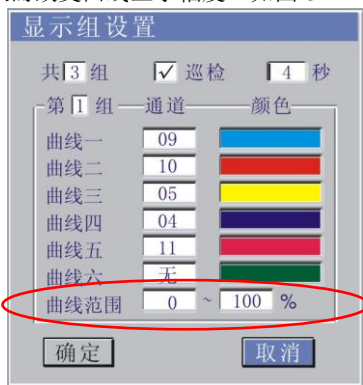 显示组设置
共3组 巡检 4 秒
第1组 通道 颜色
曲线一 09
曲线二 10
曲线三 05
曲线四 04
曲线五 11
曲线六 无
曲线范围 0 ~ 100 %
确定 取消